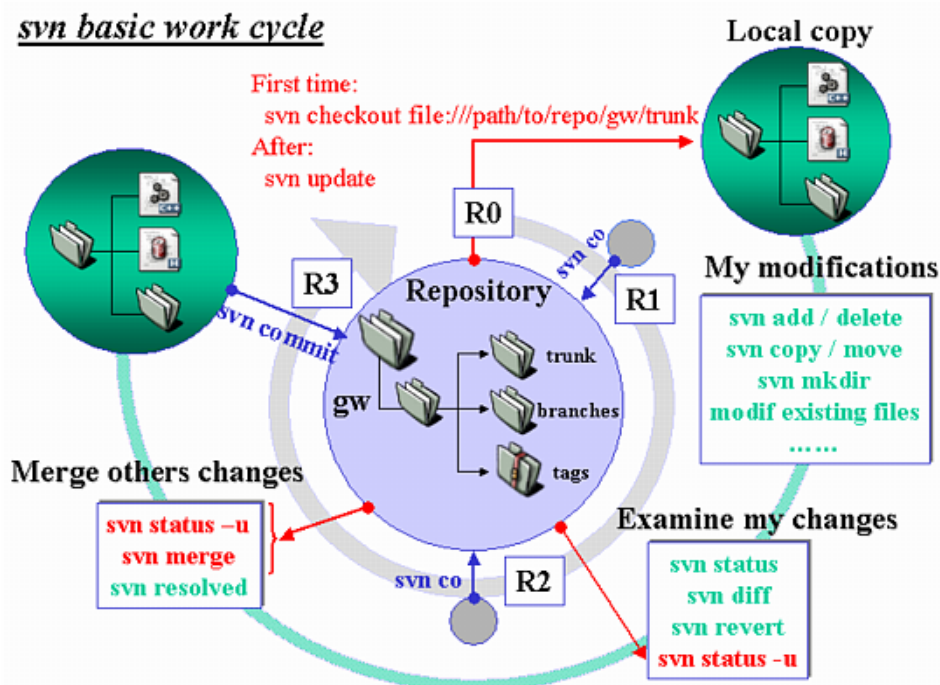 svn basic work cycle
Local copy
First time:
svn checkout file:///path/to/repo/gw/trunk
After:
svn update
R0
svn co
R1
My modifications
R3
Repository
svn add / delete
svn copy / move
svn mkdir
modif existing files
......
svn commit
trunk
gw
branches
tags
Merge others changes
svn status –u
svn merge
svn resolved
Examine my changes
svn status
svn diff
svn revert
svn status -u
svn co
R2